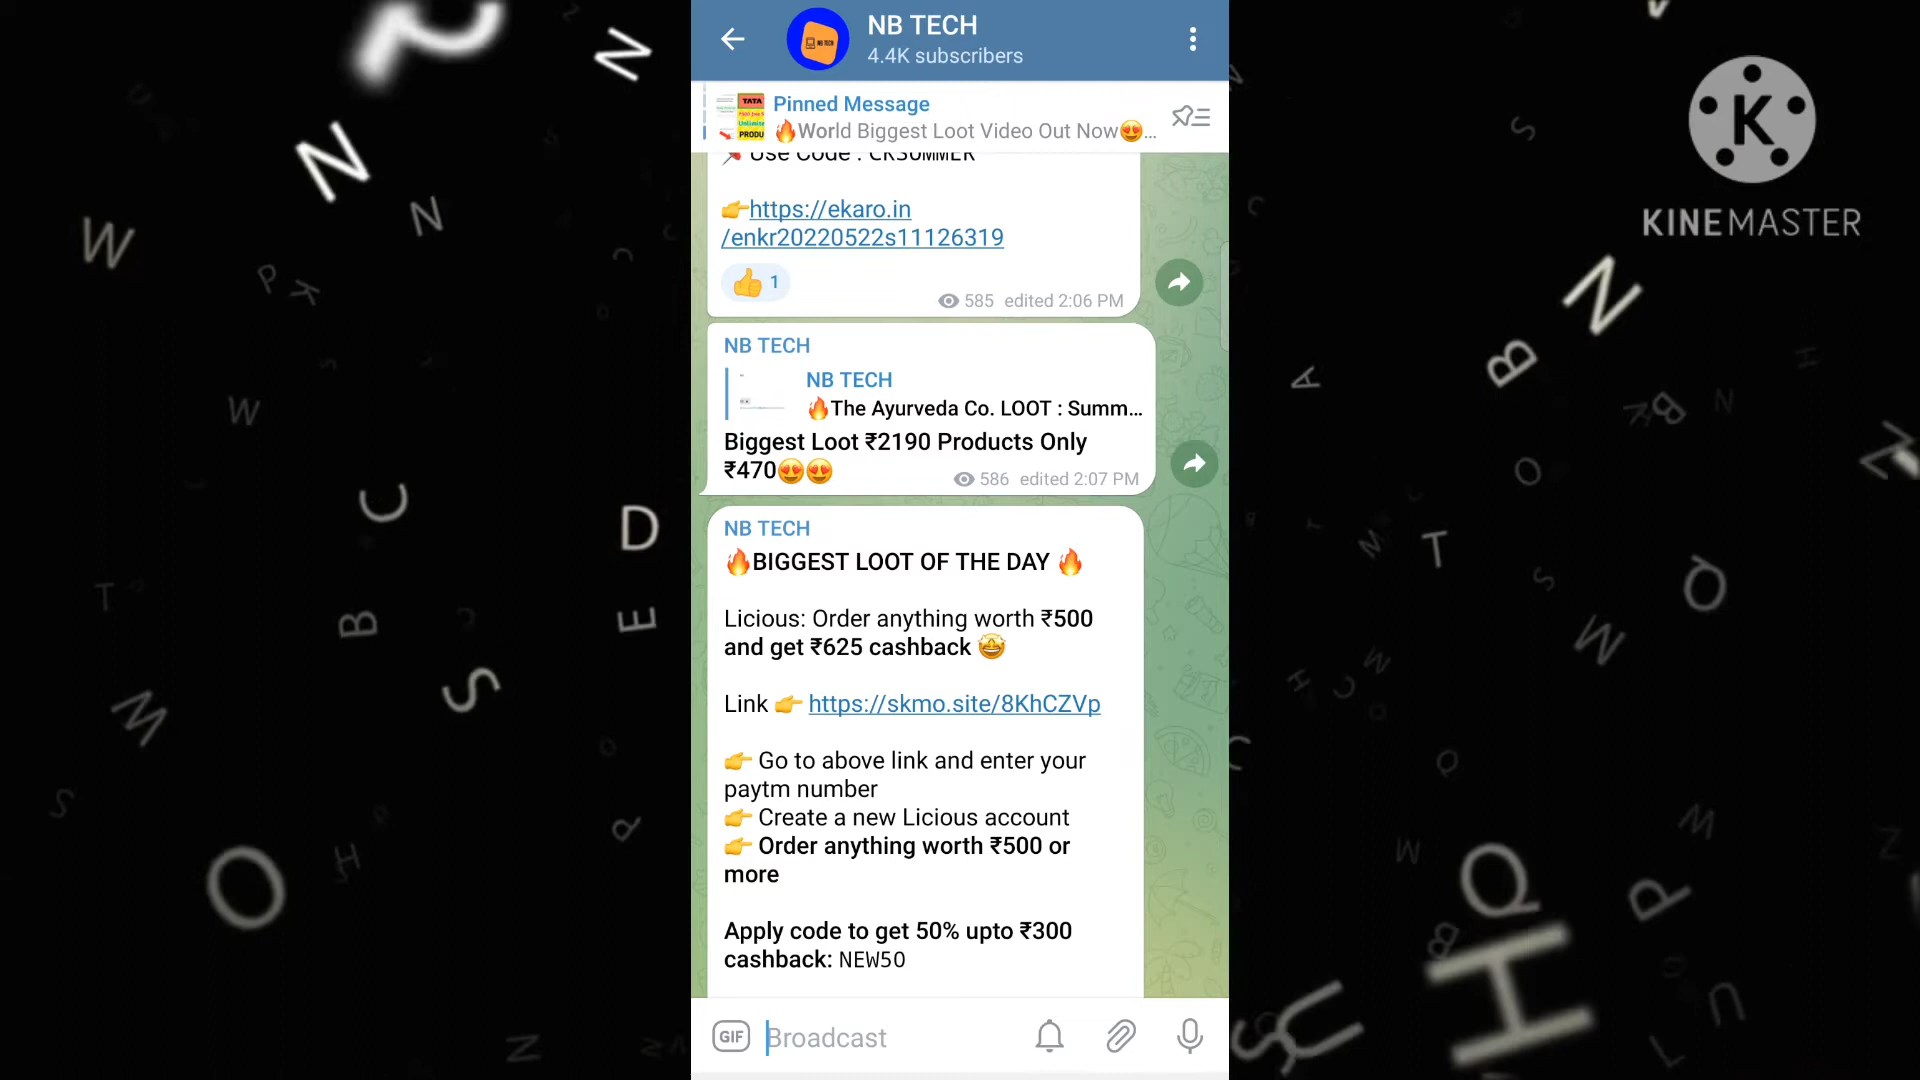 NB TECH
4.4K subscribers
Pinned Message
🔥World Biggest Loot Video Out Now😍...
Use Code : CKSUMMER
👉https://ekaro.in
/enkr20220522s11126319
👍 1
585 edited 2:06 PM
NB TECH
NB TECH
🔥The Ayurveda Co. LOOT : Summ...
Biggest Loot ₹2190 Products Only
₹470😍😍
586 edited 2:07 PM
NB TECH
🔥BIGGEST LOOT OF THE DAY 🔥
Licious: Order anything worth ₹500
and get ₹625 cashback 🤩
Link 👉 https://skmo.site/8KhCZVp
👉 Go to above link and enter your
paytm number
👉 Create a new Licious account
👉 Order anything worth ₹500 or
more
Apply code to get 50% upto ₹300
cashback: NEW50
GIF
Broadcast
K
KINEMASTER